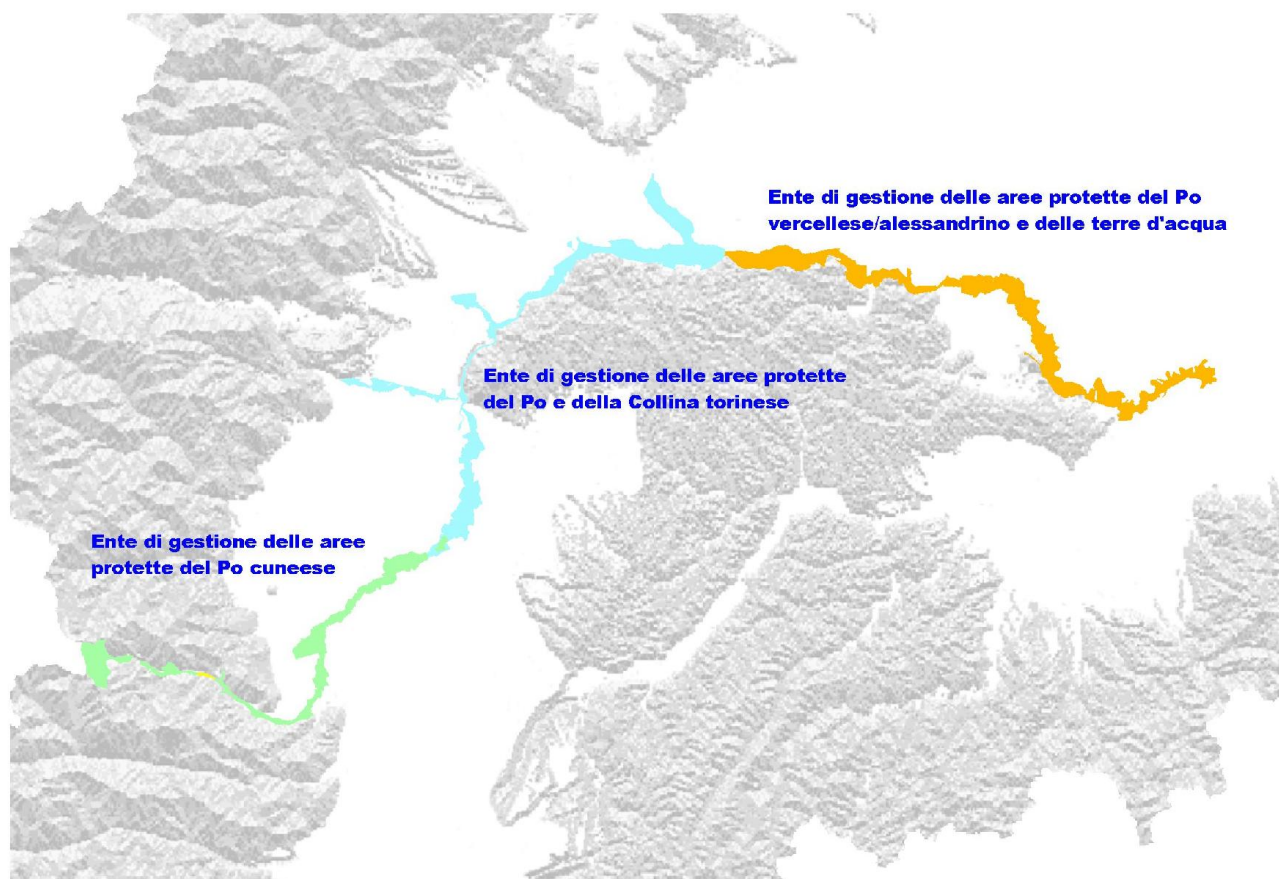 Ente di gestione delle aree protette del Po
vercellese/alessandrino e delle terre d'acqua
Ente di gestione delle aree protette
del Po e della Collina torinese
Ente di gestione delle aree
protette del Po cuneese